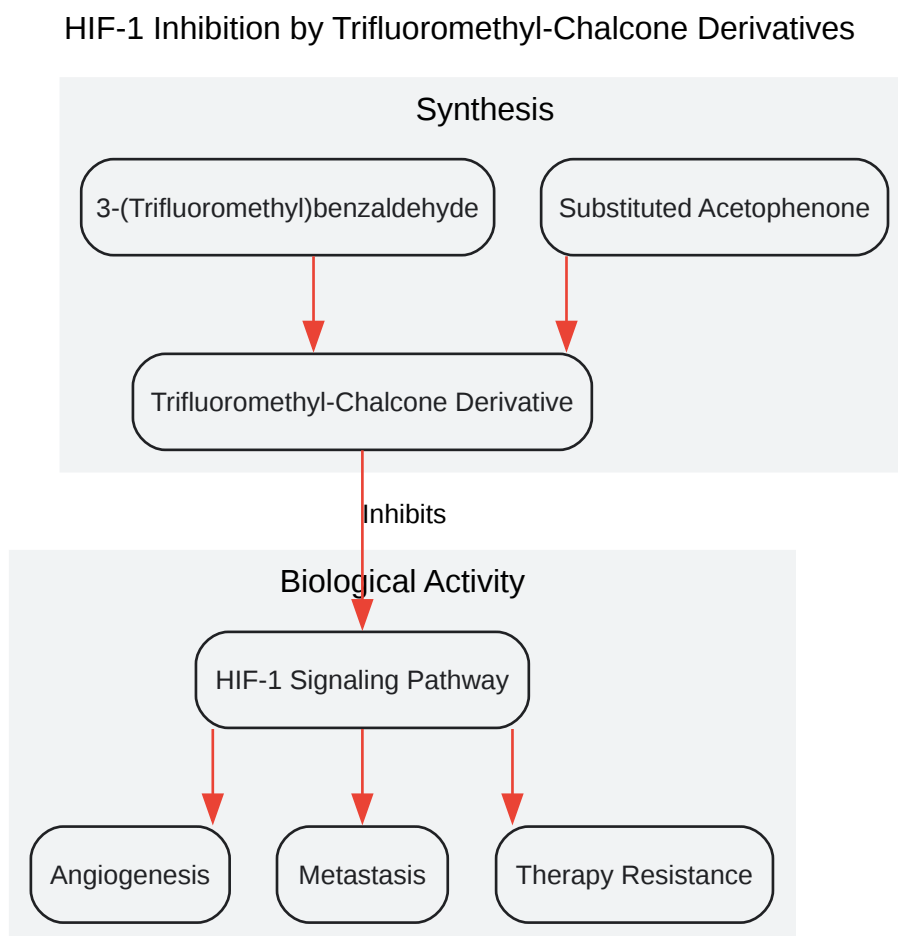 HIF-1 Inhibition by Trifluoromethyl-Chalcone Derivatives
Synthesis
3-(Trifluoromethyl)benzaldehyde
Substituted Acetophenone
Trifluoromethyl-Chalcone Derivative
Inhibits
Biological Activity
HIF-1 Signaling Pathway
Angiogenesis
Metastasis
Therapy Resistance